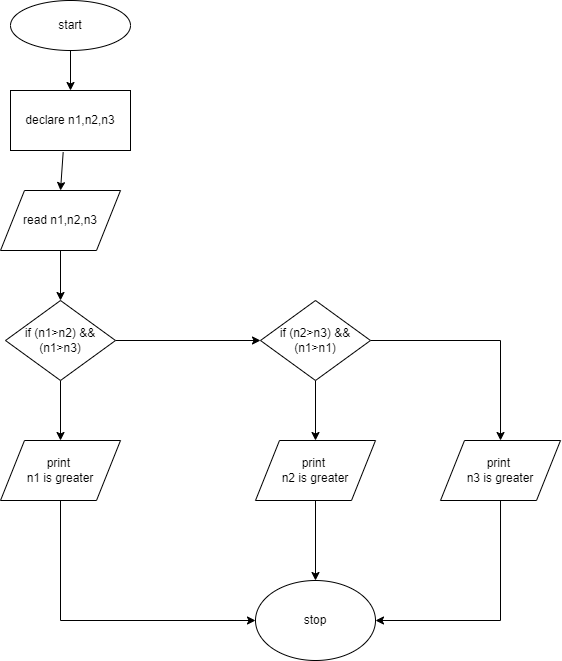 start
declare n1,n2,n3
read n1,n2,n3
if (n1>n2) &&
(n1>n3)
if (n2>n3) &&
(n1>n1)
print
n1 is greater
print
n2 is greater
print
n3 is greater
stop